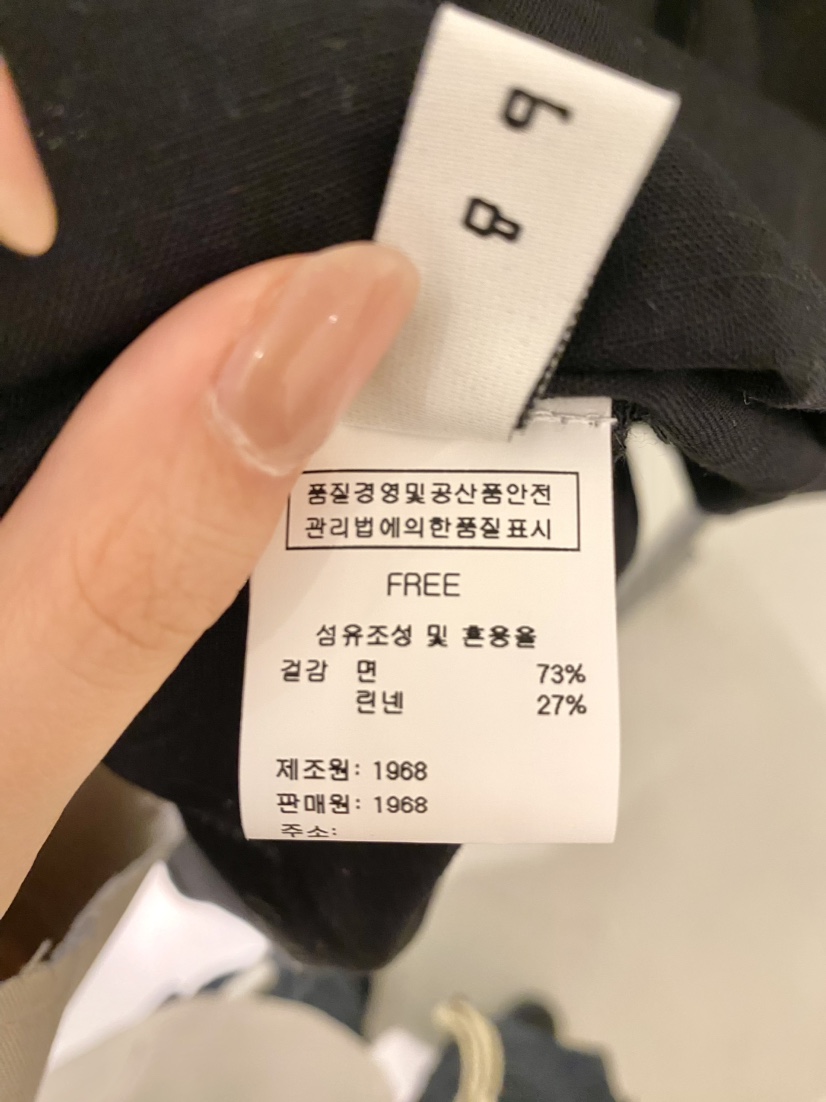 품질경영및공산품안전
관리법에의한품질표시
FREE
섬유조성 및 혼용율
겉감 면 73%
린넨 27%
제조원: 1968
판매원: 1968
주소: